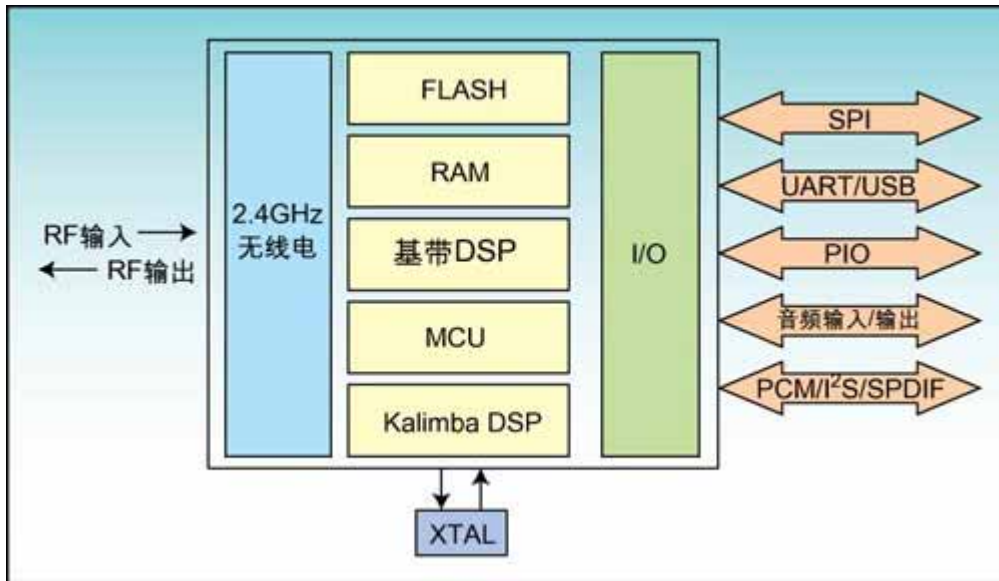 RF输入
RF输出
2.4GHz
无线电
FLASH
RAM
基带DSP
MCU
Kalimba DSP
I/O
SPI
UART/USB
PIO
音频输入/输出
PCM/I²S/SPDIF
XTAL